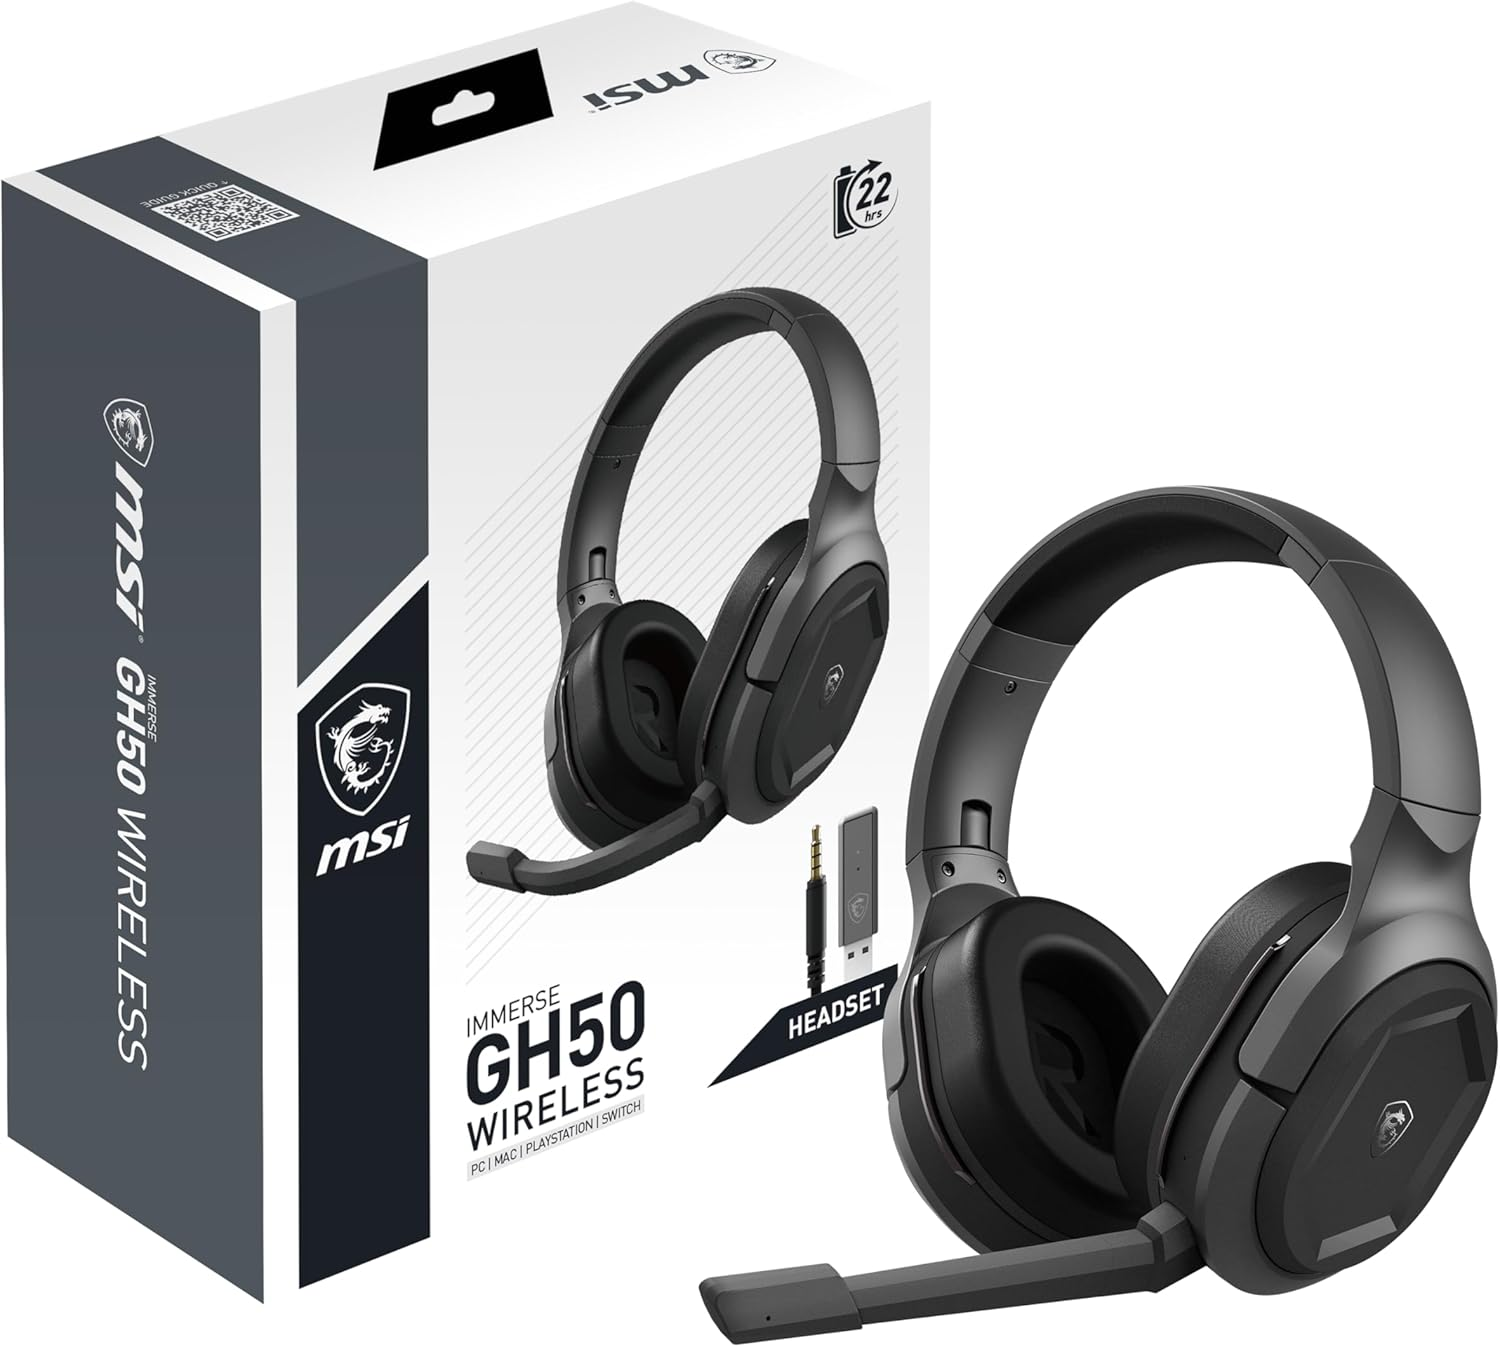 msi
↑ QUICK GUIDE
22
hrs
msi®
IMMERSE
GH50 WIRELESS
msi
IMMERSE
GH50
WIRELESS
PC | MAC | PLAYSTATION | SWITCH
HEADSET